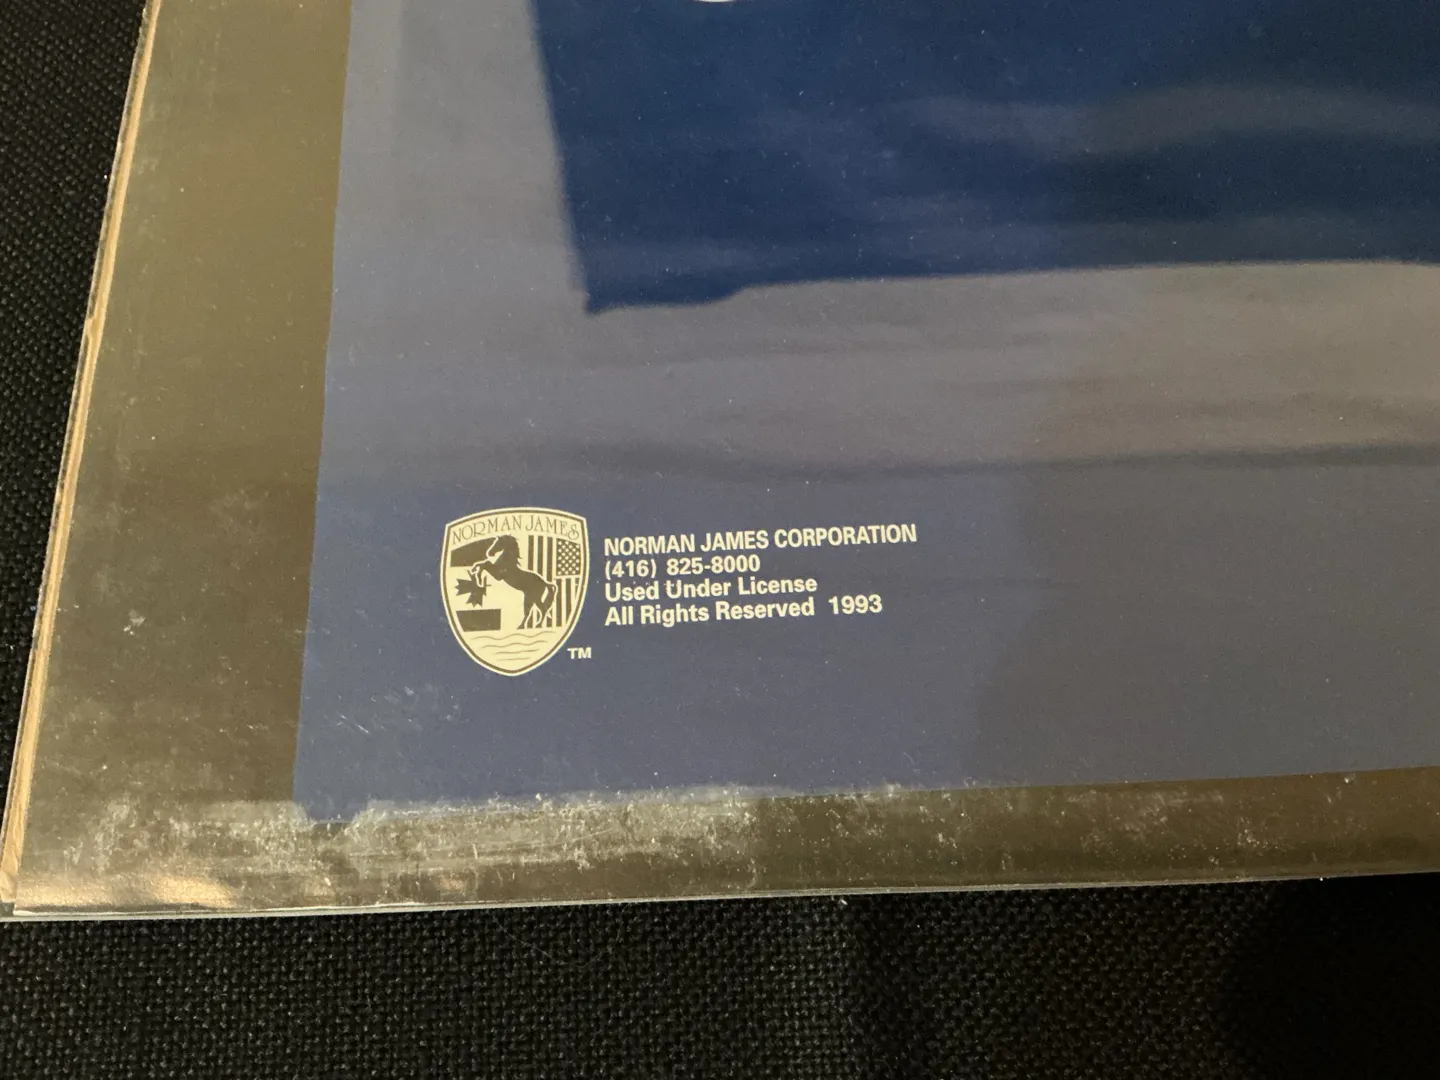 NORMAN JAMES
TM
NORMAN JAMES CORPORATION
(416) 825-8000
Used Under License
All Rights Reserved 1993